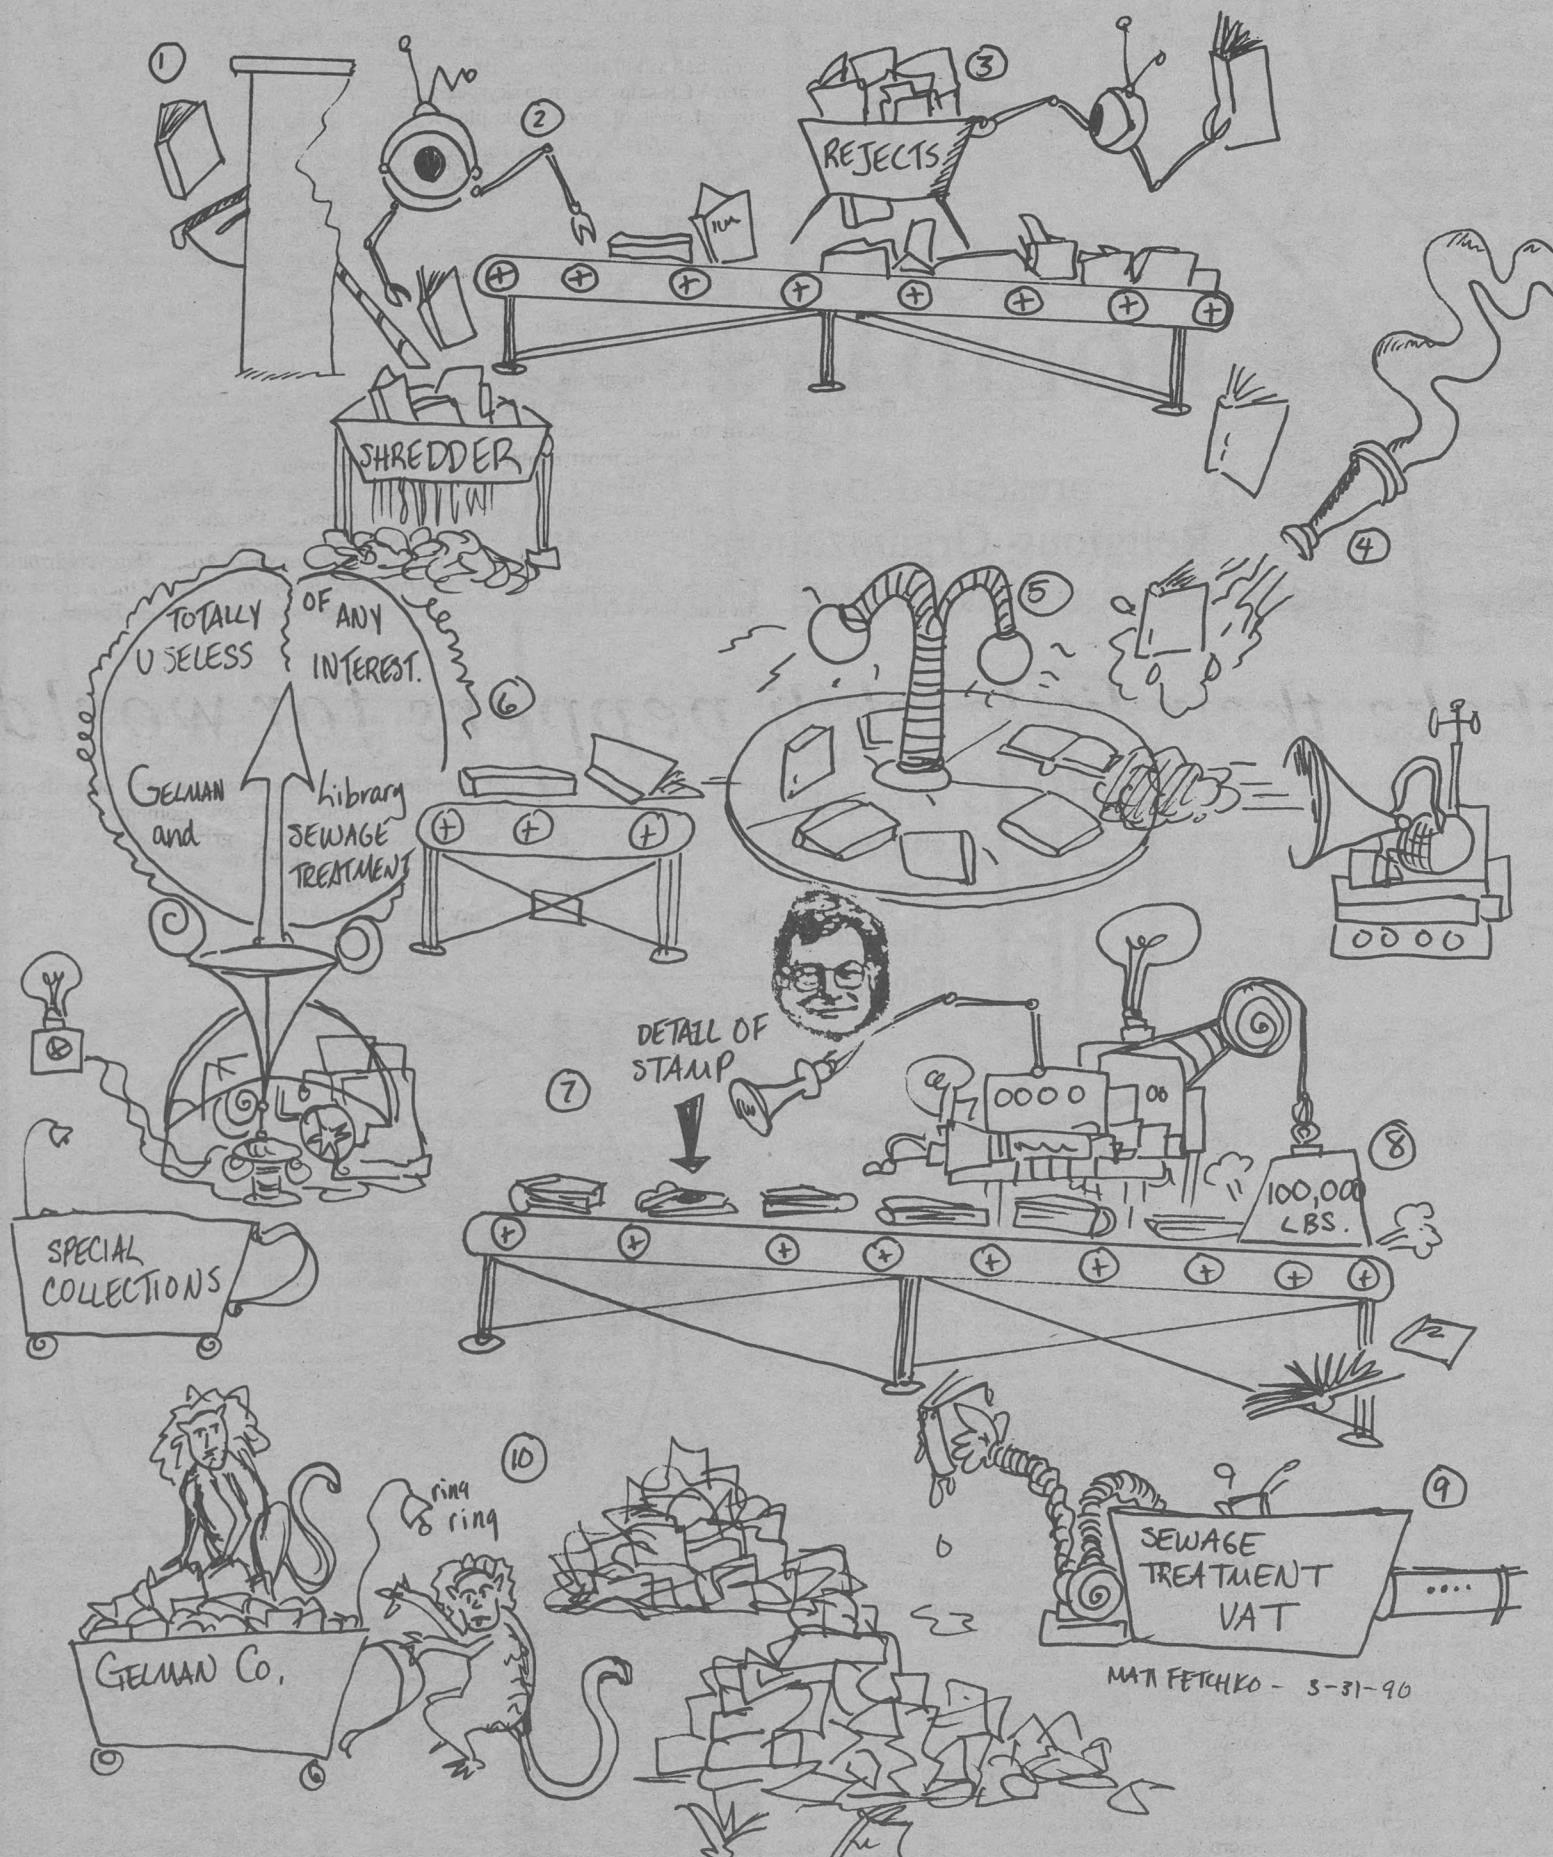 1
2
3
REJECTS
SHREDDER
4
5
TOTALLY
USELESS
OF
ANY
INTEREST.
6
GELMAN
and
Library
SEWAGE
TREATMENT
DETAIL OF
STAMP
7
8
100,000
LBS.
SPECIAL
COLLECTIONS
9
10
ring
ring
SEWAGE
TREATMENT
VAT
GELMAN CO.
MATT FETCHKO - 3-31-90